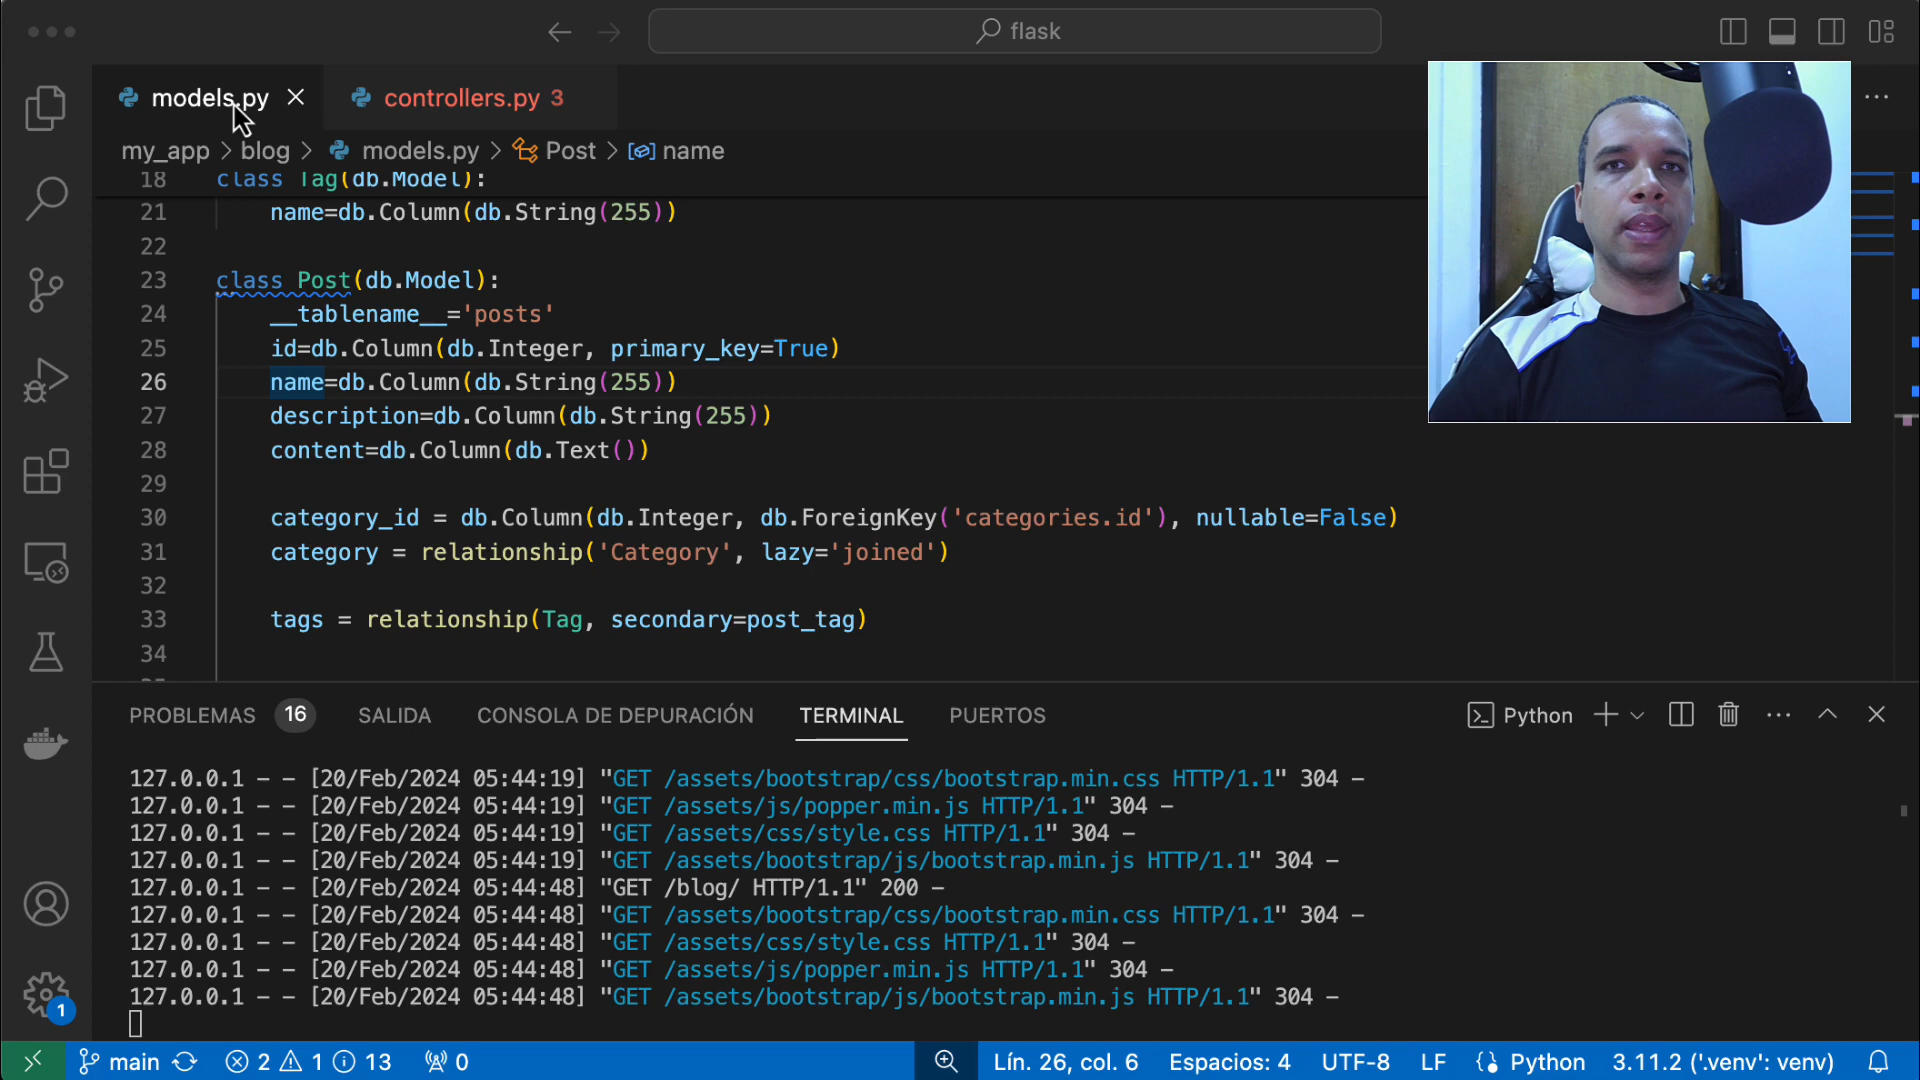 flask
models.py
controllers.py 3
my_app > blog > models.py > Post > name
18 class Tag(db.Model):
21 name=db.Column(db.String(255))
22
23 class Post(db.Model):
24 __tablename__='posts'
25 id=db.Column(db.Integer, primary_key=True)
26 name=db.Column(db.String(255))
27 description=db.Column(db.String(255))
28 content=db.Column(db.Text())
29
30 category_id = db.Column(db.Integer, db.ForeignKey('categories.id'), nullable=False)
31 category = relationship('Category', lazy='joined')
32
33 tags = relationship(Tag, secondary=post_tag)
34
PROBLEMAS 16 SALIDA CONSOLA DE DEPURACIÓN TERMINAL PUERTOS Python
127.0.0.1 - - [20/Feb/2024 05:44:19] "GET /assets/bootstrap/css/bootstrap.min.css HTTP/1.1" 304 -
127.0.0.1 - - [20/Feb/2024 05:44:19] "GET /assets/js/popper.min.js HTTP/1.1" 304 -
127.0.0.1 - - [20/Feb/2024 05:44:19] "GET /assets/css/style.css HTTP/1.1" 304 -
127.0.0.1 - - [20/Feb/2024 05:44:19] "GET /assets/bootstrap/js/bootstrap.min.js HTTP/1.1" 304 -
127.0.0.1 - - [20/Feb/2024 05:44:48] "GET /blog/ HTTP/1.1" 200 -
127.0.0.1 - - [20/Feb/2024 05:44:48] "GET /assets/bootstrap/css/bootstrap.min.css HTTP/1.1" 304 -
127.0.0.1 - - [20/Feb/2024 05:44:48] "GET /assets/css/style.css HTTP/1.1" 304 -
127.0.0.1 - - [20/Feb/2024 05:44:48] "GET /assets/js/popper.min.js HTTP/1.1" 304 -
127.0.0.1 - - [20/Feb/2024 05:44:48] "GET /assets/bootstrap/js/bootstrap.min.js HTTP/1.1" 304 -
1
main 2 1 13 0 Lín. 26, col. 6 Espacios: 4 UTF-8 LF Python 3.11.2 ('.venv': venv)